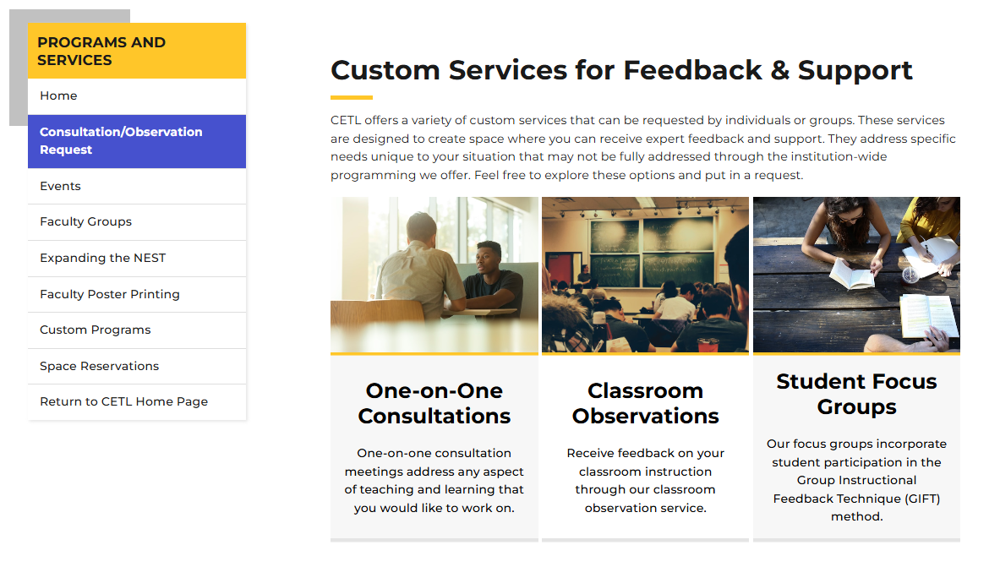 PROGRAMS AND
SERVICES
Home
Consultation/Observation
Request
Events
Faculty Groups
Expanding the NEST
Faculty Poster Printing
Custom Programs
Space Reservations
Return to CETL Home Page
Custom Services for Feedback & Support
CETL offers a variety of custom services that can be requested by individuals or groups. These services
are designed to create space where you can receive expert feedback and support. They address specific
needs unique to your situation that may not be fully addressed through the institution-wide
programming we offer. Feel free to explore these options and put in a request.
One-on-One
Consultations
One-on-one consultation
meetings address any aspect
of teaching and learning that
you would like to work on.
Classroom
Observations
Receive feedback on your
classroom instruction
through our classroom
observation service.
Student Focus
Groups
Our focus groups incorporate
student participation in the
Group Instructional
Feedback Technique (GIFT)
method.